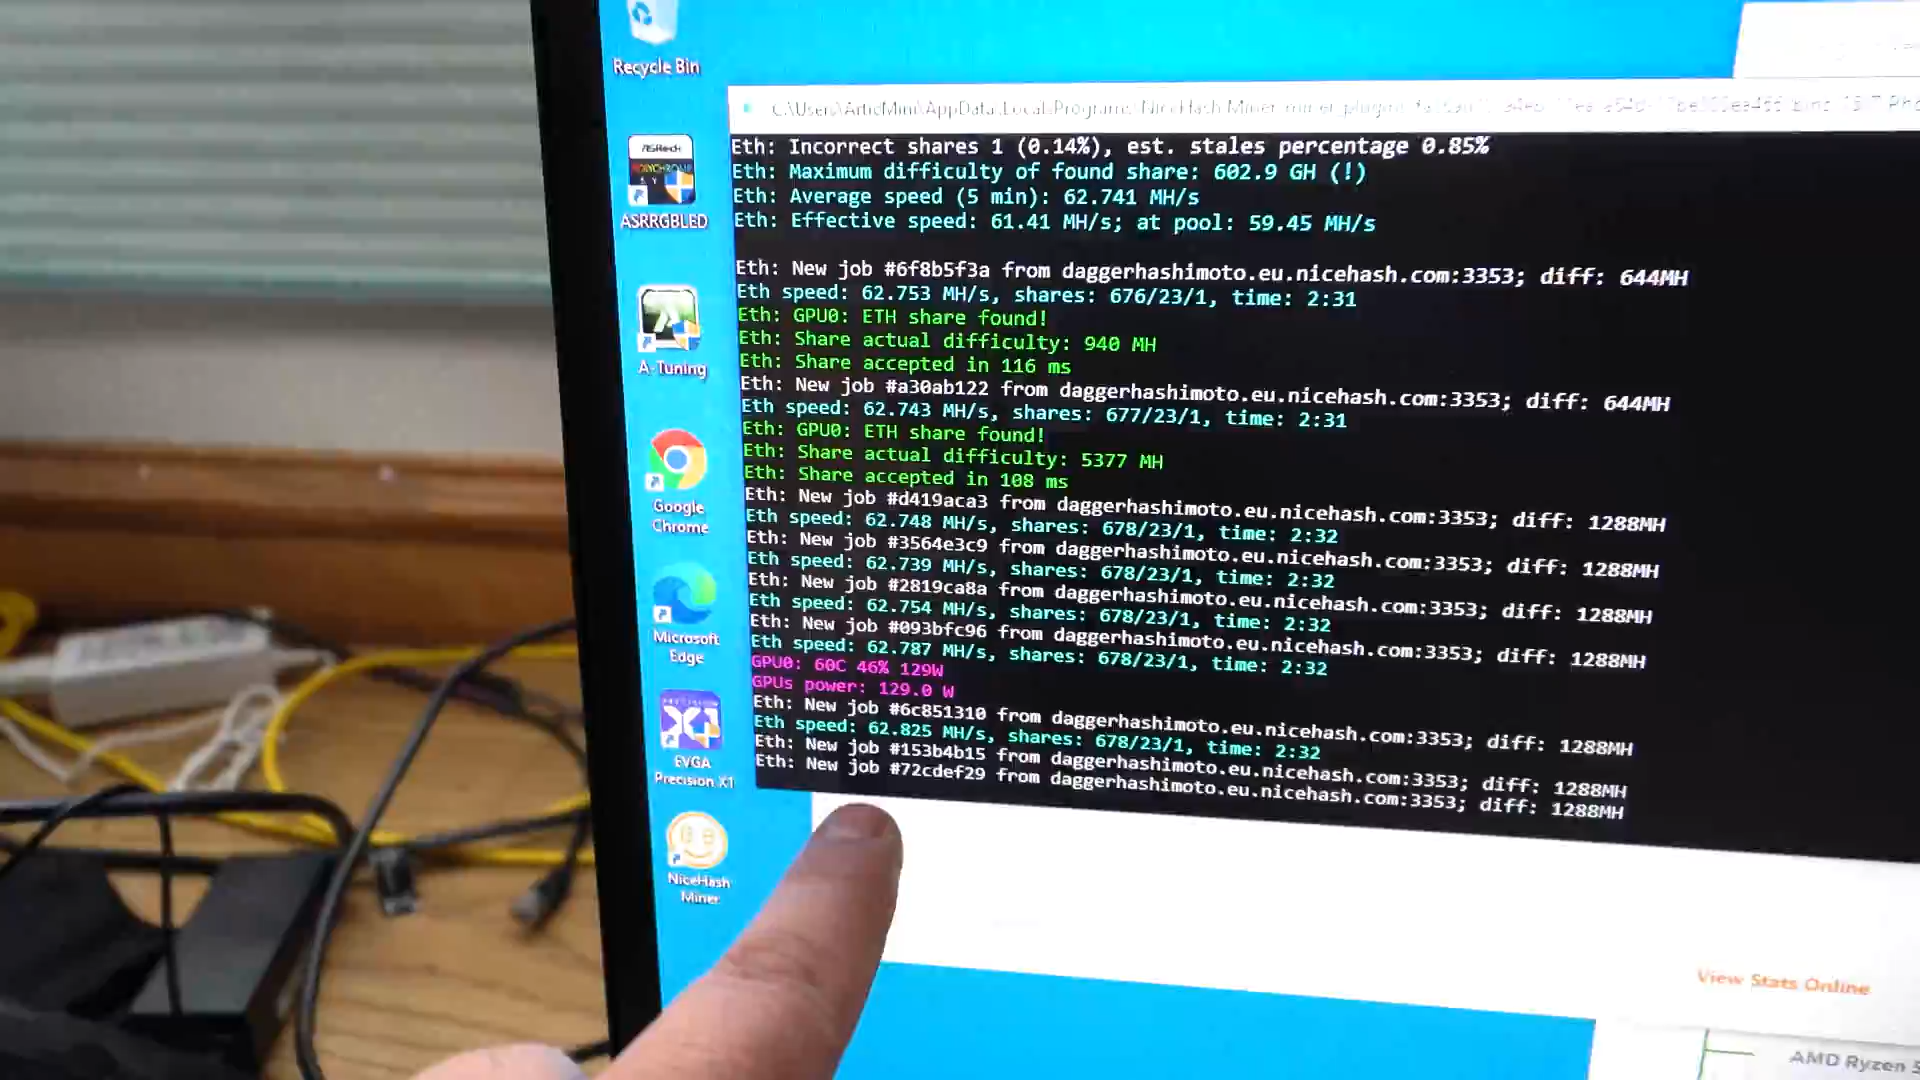 Recycle Bin
ASRock
POLYCHROME
ASRRGBLED
A-Tuning
Google
Chrome
Microsoft
Edge
PRECISION
X1
EVGA
Precision X1
NiceHash
Miner
C:\Users\ArticMini\AppData\Local\Programs\NiceHash Miner\miner_plugins
Eth: Incorrect shares 1 (0.14%), est. stales percentage 0.85%
Eth: Maximum difficulty of found share: 602.9 GH (!)
Eth: Average speed (5 min): 62.741 MH/s
Eth: Effective speed: 61.41 MH/s; at pool: 59.45 MH/s
Eth: New job #6f8b5f3a from daggerhashimoto.eu.nicehash.com:3353; diff: 644MH
Eth speed: 62.753 MH/s, shares: 676/23/1, time: 2:31
Eth: GPU0: ETH share found!
Eth: Share actual difficulty: 940 MH
Eth: Share accepted in 116 ms
Eth: New job #a30ab122 from daggerhashimoto.eu.nicehash.com:3353; diff: 644MH
Eth speed: 62.743 MH/s, shares: 677/23/1, time: 2:31
Eth: GPU0: ETH share found!
Eth: Share actual difficulty: 5377 MH
Eth: Share accepted in 108 ms
Eth: New job #d419aca3 from daggerhashimoto.eu.nicehash.com:3353; diff: 1288MH
Eth speed: 62.748 MH/s, shares: 678/23/1, time: 2:32
Eth: New job #3564e3c9 from daggerhashimoto.eu.nicehash.com:3353; diff: 1288MH
Eth speed: 62.739 MH/s, shares: 678/23/1, time: 2:32
Eth: New job #2819ca8a from daggerhashimoto.eu.nicehash.com:3353; diff: 1288MH
Eth speed: 62.754 MH/s, shares: 678/23/1, time: 2:32
Eth: New job #093bfc96 from daggerhashimoto.eu.nicehash.com:3353; diff: 1288MH
Eth speed: 62.787 MH/s, shares: 678/23/1, time: 2:32
GPU0: 60C 46% 129W
GPUs power: 129.0 W
Eth: New job #6c851310 from daggerhashimoto.eu.nicehash.com:3353; diff: 1288MH
Eth speed: 62.825 MH/s, shares: 678/23/1, time: 2:32
Eth: New job #153b4b15 from daggerhashimoto.eu.nicehash.com:3353; diff: 1288MH
Eth: New job #72cdef29 from daggerhashimoto.eu.nicehash.com:3353; diff: 1288MH
View Stats Online
AMD Ryzen 5